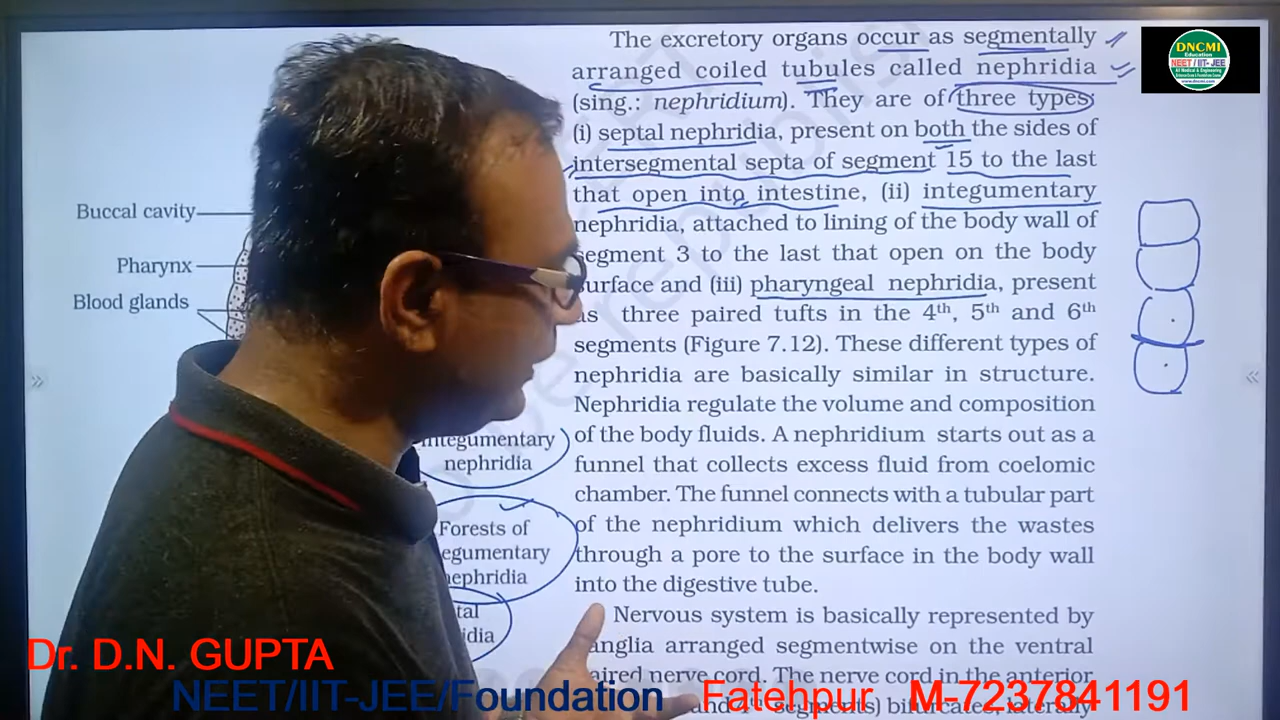 The excretory organs occur as segmentally
arranged coiled tubules called nephridia
(sing.: nephridium). They are of three types
(i) septal nephridia, present on both the sides of
intersegmental septa of segment 15 to the last
that open into intestine, (ii) integumentary
nephridia, attached to lining of the body wall of
segment 3 to the last that open on the body
surface and (iii) pharyngeal nephridia, present
as three paired tufts in the 4th, 5th and 6th
segments (Figure 7.12). These different types of
nephridia are basically similar in structure.
Nephridia regulate the volume and composition
of the body fluids. A nephridium starts out as a
funnel that collects excess fluid from coelomic
chamber. The funnel connects with a tubular part
of the nephridium which delivers the wastes
through a pore to the surface in the body wall
into the digestive tube.
Nervous system is basically represented by
ganglia arranged segmentwise on the ventral
paired nerve cord. The nerve cord in the anterior
and 4th segments) bifurcates, laterally
Buccal cavity
Pharynx
Blood glands
integumentary
nephridia
Forests of
egumentary
nephridia
tal
idia
DNCMI
Education
NEET / IIT-JEE
Dr. D.N. GUPTA
NEET/IIT-JEE/Foundation Fatehpur M-7237841191